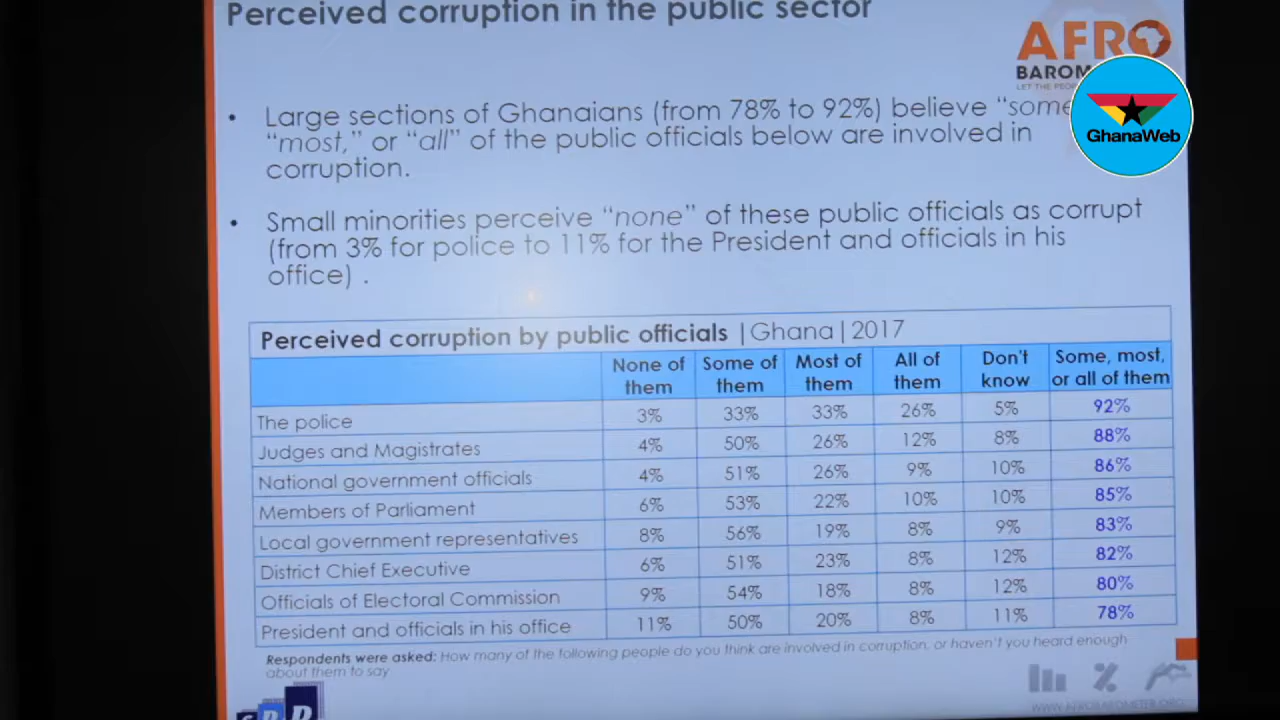 Perceived corruption in the public sector
AFRO
BAROM
LET THE PEOP
GhanaWeb
• Large sections of Ghanaians (from 78% to 92%) believe “some
“most,” or “all” of the public officials below are involved in
corruption.
• Small minorities perceive “none” of these public officials as corrupt
(from 3% for police to 11% for the President and officials in his
office) .
Perceived corruption by public officials |Ghana|2017
None of them Some of them Most of them All of them Don't know Some, most, or all of them
The police 3% 33% 33% 26% 5% 92%
Judges and Magistrates 4% 50% 26% 12% 8% 88%
National government officials 4% 51% 26% 9% 10% 86%
Members of Parliament 6% 53% 22% 10% 10% 85%
Local government representatives 8% 56% 19% 8% 9% 83%
District Chief Executive 6% 51% 23% 8% 12% 82%
Officials of Electoral Commission 9% 54% 18% 8% 12% 80%
President and officials in his office 11% 50% 20% 8% 11% 78%
Respondents were asked: How many of the following people do you think are involved in corruption, or haven't you heard enough
about them to say
WWW.AFROBAROMETER.ORG